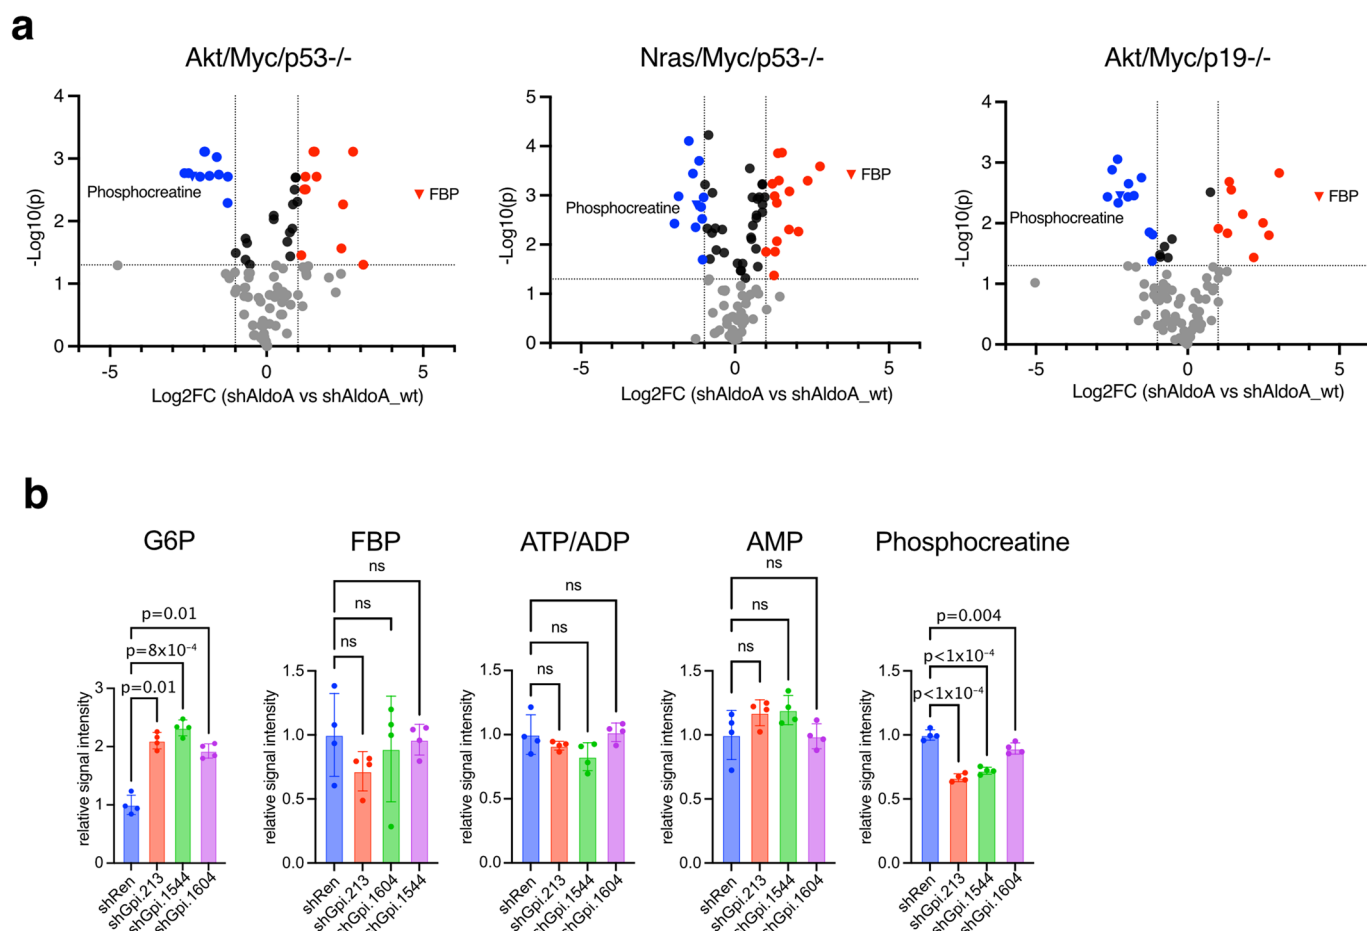 a
Akt/Myc/p53-/-
Nras/Myc/p53-/-
Akt/Myc/p19-/-
4
3
2
1
0
-Log10(p)
Phosphocreatine
FBP
-5
0
5
Log2FC (shAldoA vs shAldoA_wt)
5
4
3
2
1
0
-Log10(p)
Phosphocreatine
FBP
-5
0
5
Log2FC (shAldoA vs shAldoA_wt)
4
3
2
1
0
-Log10(p)
Phosphocreatine
FBP
-5
0
5
Log2FC (shAldoA vs shAldoA_wt)
b
G6P
p=0.01
p=8x10⁻⁴
p=0.01
3
2
1
0
relative signal intensity
shRen
shGpi.213
shGpi.1544
shGpi.1604
FBP
ns
ns
ns
1.5
1.0
0.5
0.0
relative signal intensity
shRen
shGpi.213
shGpi.1604
shGpi.1544
ATP/ADP
ns
ns
ns
1.5
1.0
0.5
0.0
relative signal intensity
shRen
shGpi.213
shGpi.1544
shGpi.1604
AMP
ns
ns
ns
1.5
1.0
0.5
0.0
relative signal intensity
shRen
shGpi.213
shGpi.1544
shGpi.1604
Phosphocreatine
p=0.004
p<1x10⁻⁴
p<1x10⁻⁴
1.5
1.0
0.5
0.0
relative signal intensity
shRen
shGpi.213
shGpi.1544
shGpi.1604